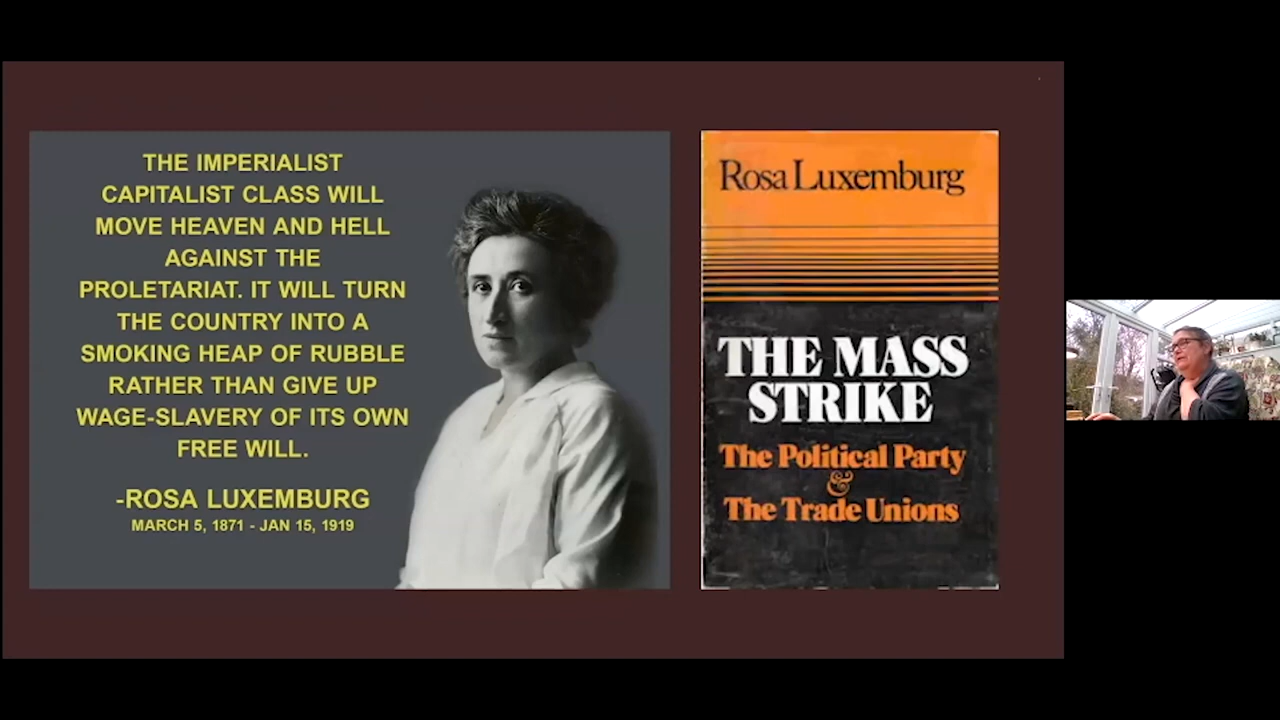 THE IMPERIALIST
CAPITALIST CLASS WILL
MOVE HEAVEN AND HELL
AGAINST THE
PROLETARIAT. IT WILL TURN
THE COUNTRY INTO A
SMOKING HEAP OF RUBBLE
RATHER THAN GIVE UP
WAGE-SLAVERY OF ITS OWN
FREE WILL.
-ROSA LUXEMBURG
MARCH 5, 1871 - JAN 15, 1919
Rosa Luxemburg
THE MASS
STRIKE
The Political Party
&
The Trade Unions